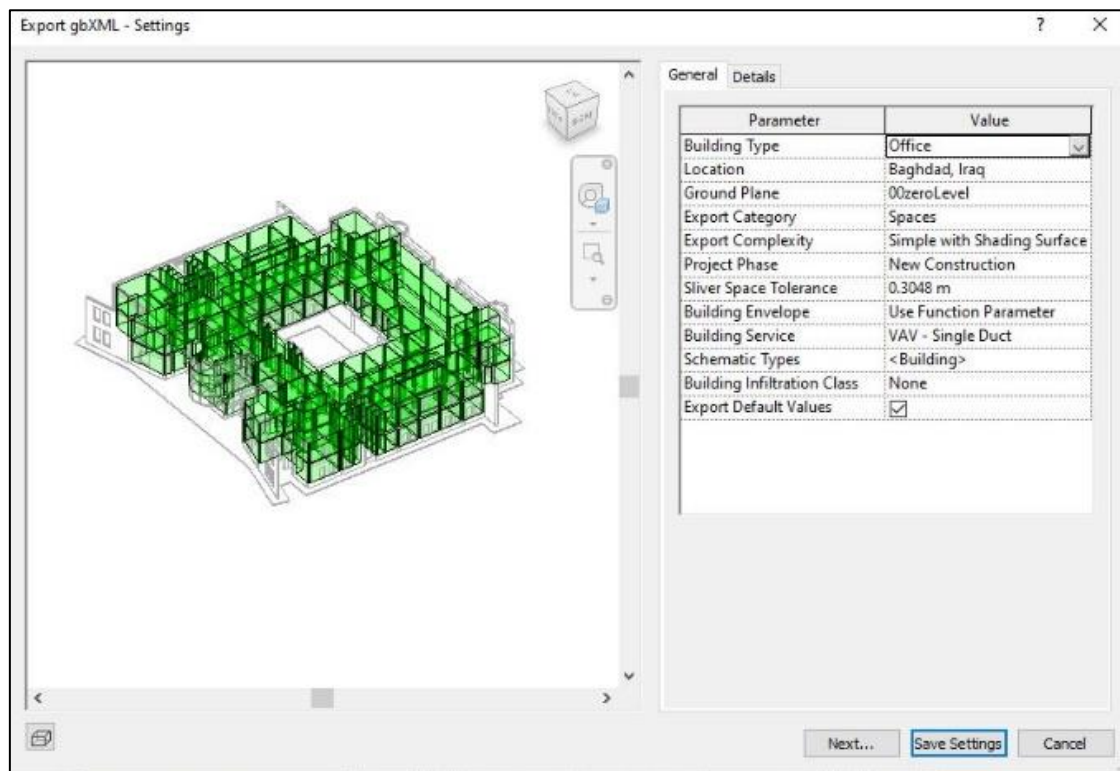 Export gbXML - Settings
? X
General Details
Parameter Value
Building Type Office
Location Baghdad, Iraq
Ground Plane 00zeroLevel
Export Category Spaces
Export Complexity Simple with Shading Surface
Project Phase New Construction
Sliver Space Tolerance 0.3048 m
Building Envelope Use Function Parameter
Building Service VAV - Single Duct
Schematic Types <Building>
Building Infiltration Class None
Export Default Values
Next... Save Settings Cancel